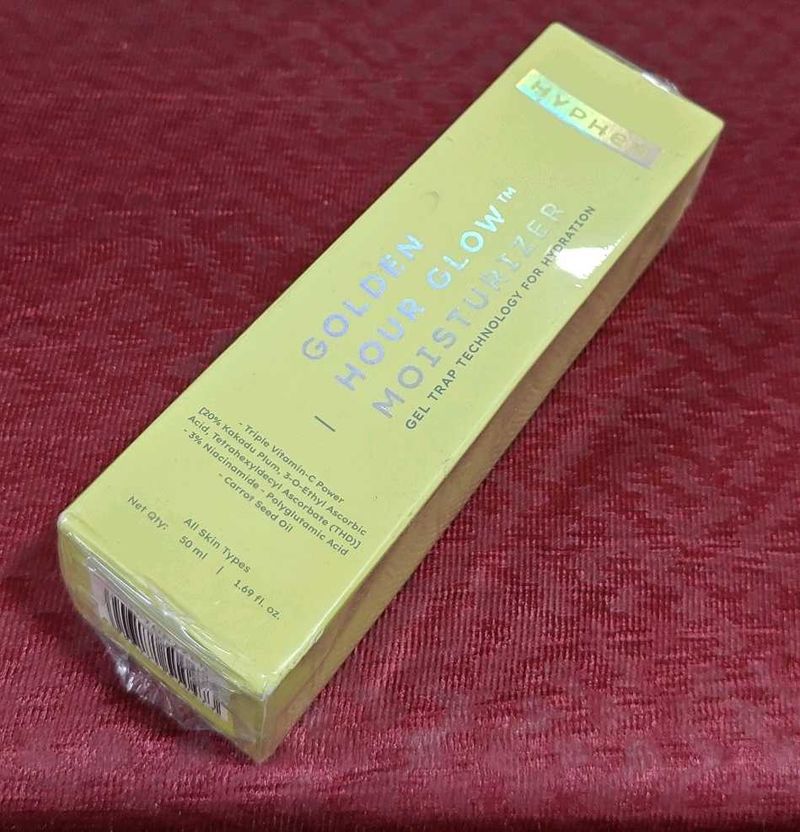 HYPHeN
GOLDEN
HOUR GLOW™
MOISTURIZER
GEL TRAP TECHNOLOGY FOR HYDRATION
- Triple Vitamin-C Power
[20% Kakadu Plum, 3-O-Ethyl Ascorbic
Acid, Tetrahexyldecyl Ascorbate (THD)]
- 3% Niacinamide - Polyglutamic Acid
- Carrot Seed Oil
All Skin Types
Net Qty: 50 ml | 1.69 fl. oz.